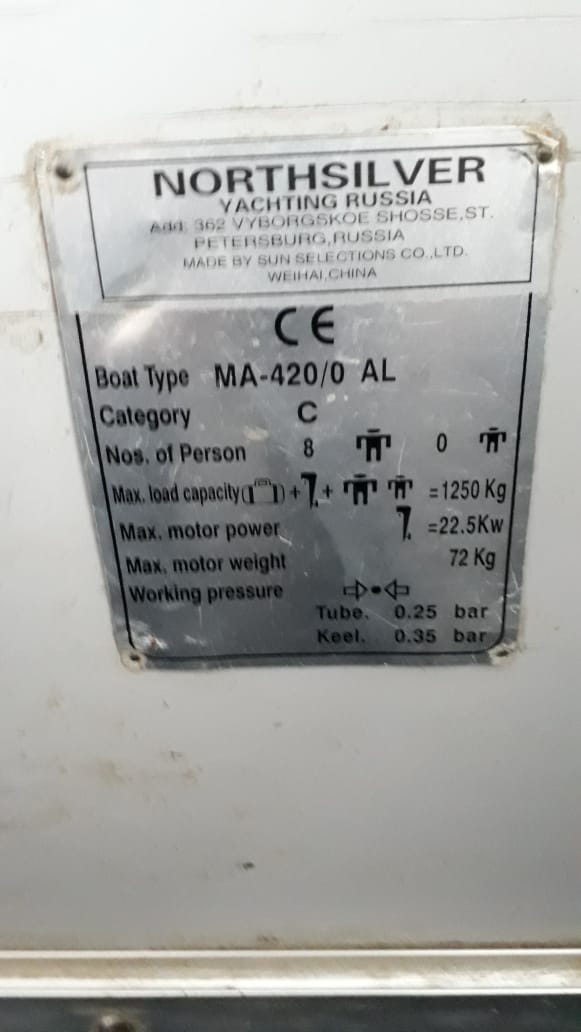 NORTHSILVER
YACHTING RUSSIA
Add: 362 VYBORGSKOE SHOSSE,ST.
PETERSBURG,RUSSIA
MADE BY SUN SELECTIONS CO.,LTD.
WEIHAI,CHINA
CE
Boat Type MA-420/0 AL
Category C
Nos. of Person 8 0
Max. load capacity + + =1250 Kg
Max. motor power =22.5Kw
Max. motor weight 72 Kg
Working pressure
Tube. 0.25 bar
Keel. 0.35 bar